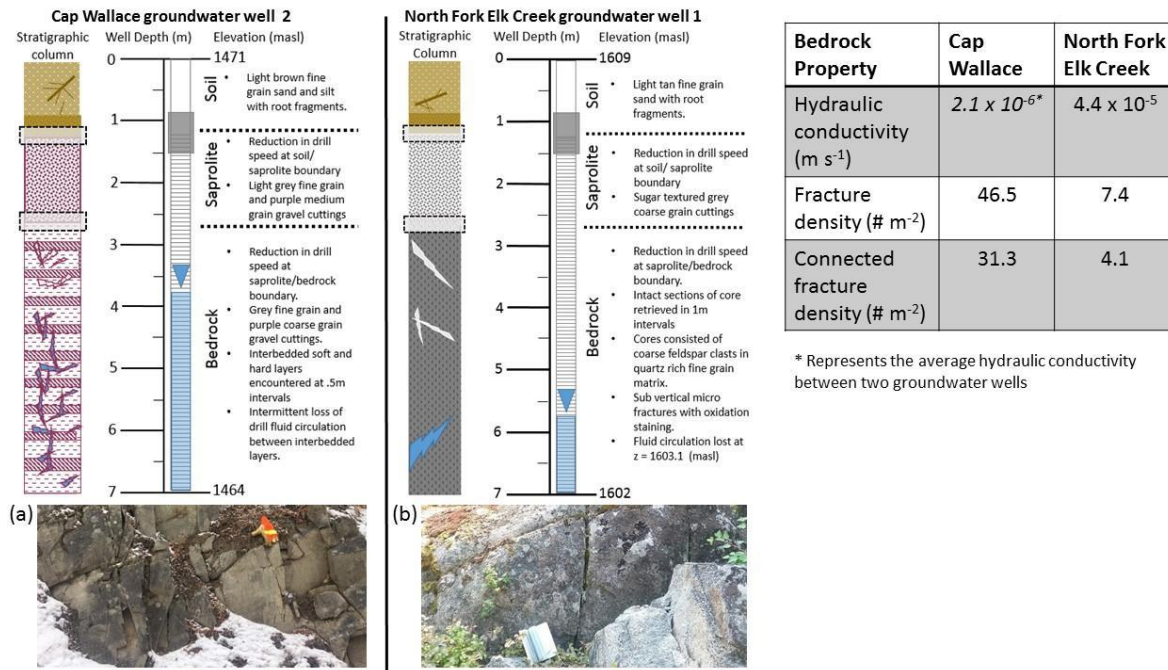 Cap Wallace groundwater well 2
Stratigraphic column
Well Depth (m)
Elevation (masl)
0
1
2
3
4
5
6
7
1471
1464
Soil
• Light brown fine
grain sand and silt
with root fragments.
Saprolite
• Reduction in drill
speed at soil/
saprolite boundary
• Light grey fine grain
and purple medium
grain gravel cuttings
Bedrock
• Reduction in drill
speed at
saprolite/bedrock
boundary.
• Grey fine grain and
purple coarse grain
gravel cuttings.
• Interbedded soft and
hard layers
encountered at .5m
intervals
• Intermittent loss of
drill fluid circulation
between interbedded
layers.
(a)
North Fork Elk Creek groundwater well 1
Stratigraphic
Column
Well Depth (m)
Elevation (masl)
0
1
2
3
4
5
6
7
1609
1602
Soil
• Light tan fine grain
sand with root
fragments.
Saprolite
• Reduction in drill speed
at soil/ saprolite
boundary
• Sugar textured grey
coarse grain cuttings
Bedrock
• Reduction in drill speed
at saprolite/bedrock
boundary.
• Intact sections of core
retrieved in 1m
intervals
• Cores consisted of
coarse feldspar clasts in
quartz rich fine grain
matrix.
• Sub vertical micro
fractures with oxidation
staining.
• Fluid circulation lost at
z = 1603.1 (masl)
(b)
Bedrock
Property
Cap
Wallace
North Fork
Elk Creek
Hydraulic
conductivity
(m s⁻¹)
2.1 x 10⁻⁶*
4.4 x 10⁻⁵
Fracture
density (# m⁻²)
46.5
7.4
Connected
fracture
density (# m⁻²)
31.3
4.1
* Represents the average hydraulic conductivity
between two groundwater wells